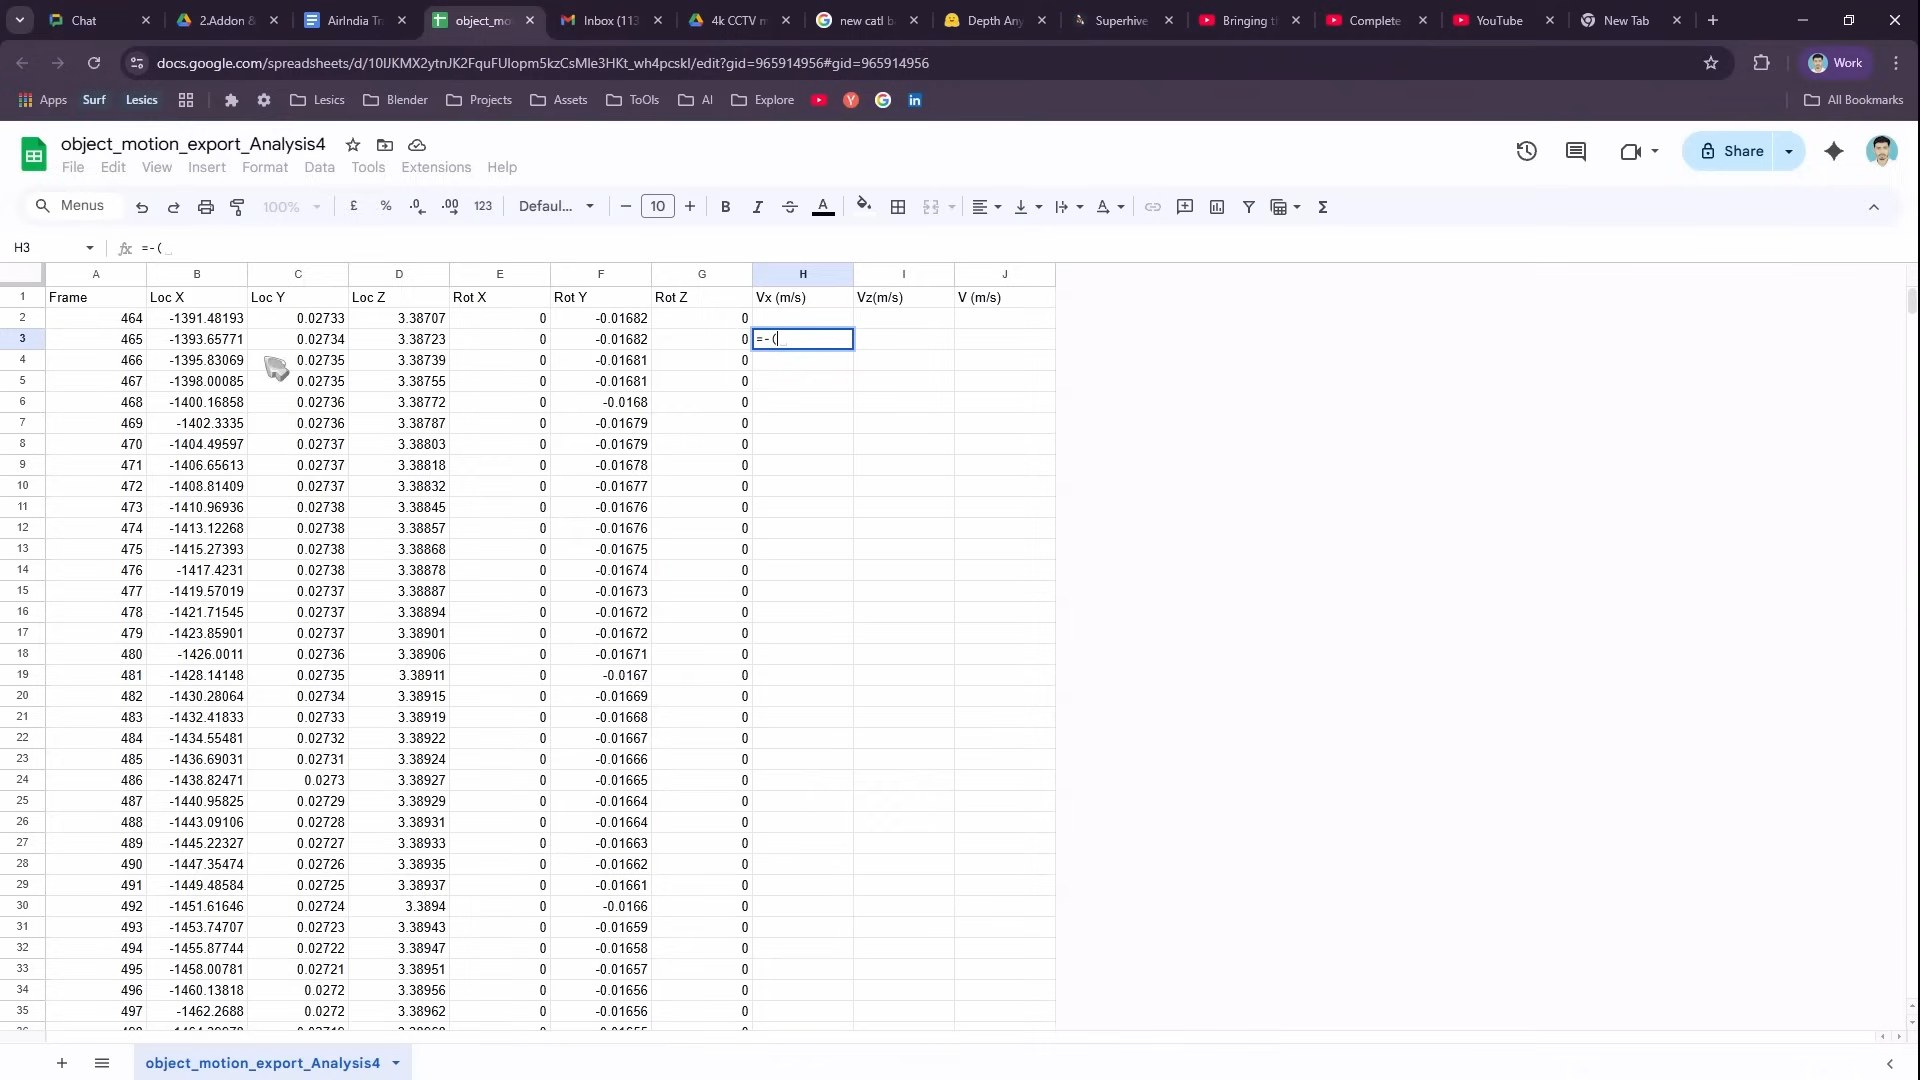 Chat
2.Addon &
AirIndia Tr
object_mo
Inbox (113
4k CCTV m
new catl b
Depth Any
Superhive
Bringing t
Complete
YouTube
New Tab
docs.google.com/spreadsheets/d/10IJKMX2ytnJK2FquFUIopm5kzCsMle3HKt_wh4pcskI/edit?gid=965914956#gid=965914956
Work
Apps Surf Lesics Lesics Blender Projects Assets ToOls AI Explore All Bookmarks
object_motion_export_Analysis4
File Edit View Insert Format Data Tools Extensions Help
Share
Menus 100% £ % .0 .00 123 Defaul... 10 B I A
H3 fx =-(
A B C D E F G H I J
1 Frame Loc X Loc Y Loc Z Rot X Rot Y Rot Z Vx (m/s) Vz(m/s) V (m/s)
2 464 -1391.48193 0.02733 3.38707 0 -0.01682 0
3 465 -1393.65771 0.02734 3.38723 0 -0.01682 0 =-(
4 466 -1395.83069 0.02735 3.38739 0 -0.01681 0
5 467 -1398.00085 0.02735 3.38755 0 -0.01681 0
6 468 -1400.16858 0.02736 3.38772 0 -0.0168 0
7 469 -1402.3335 0.02736 3.38787 0 -0.01679 0
8 470 -1404.49597 0.02737 3.38803 0 -0.01679 0
9 471 -1406.65613 0.02737 3.38818 0 -0.01678 0
10 472 -1408.81409 0.02737 3.38832 0 -0.01677 0
11 473 -1410.96936 0.02738 3.38845 0 -0.01676 0
12 474 -1413.12268 0.02738 3.38857 0 -0.01676 0
13 475 -1415.27393 0.02738 3.38868 0 -0.01675 0
14 476 -1417.4231 0.02738 3.38878 0 -0.01674 0
15 477 -1419.57019 0.02737 3.38887 0 -0.01673 0
16 478 -1421.71545 0.02737 3.38894 0 -0.01672 0
17 479 -1423.85901 0.02737 3.38901 0 -0.01672 0
18 480 -1426.0011 0.02736 3.38906 0 -0.01671 0
19 481 -1428.14148 0.02735 3.38911 0 -0.0167 0
20 482 -1430.28064 0.02734 3.38915 0 -0.01669 0
21 483 -1432.41833 0.02733 3.38919 0 -0.01668 0
22 484 -1434.55481 0.02732 3.38922 0 -0.01667 0
23 485 -1436.69031 0.02731 3.38924 0 -0.01666 0
24 486 -1438.82471 0.0273 3.38927 0 -0.01665 0
25 487 -1440.95825 0.02729 3.38929 0 -0.01664 0
26 488 -1443.09106 0.02728 3.38931 0 -0.01664 0
27 489 -1445.22327 0.02727 3.38933 0 -0.01663 0
28 490 -1447.35474 0.02726 3.38935 0 -0.01662 0
29 491 -1449.48584 0.02725 3.38937 0 -0.01661 0
30 492 -1451.61646 0.02724 3.3894 0 -0.0166 0
31 493 -1453.74707 0.02723 3.38943 0 -0.01659 0
32 494 -1455.87744 0.02722 3.38947 0 -0.01658 0
33 495 -1458.00781 0.02721 3.38951 0 -0.01657 0
34 496 -1460.13818 0.0272 3.38956 0 -0.01656 0
35 497 -1462.2688 0.0272 3.38962 0 -0.01656 0
object_motion_export_Analysis4